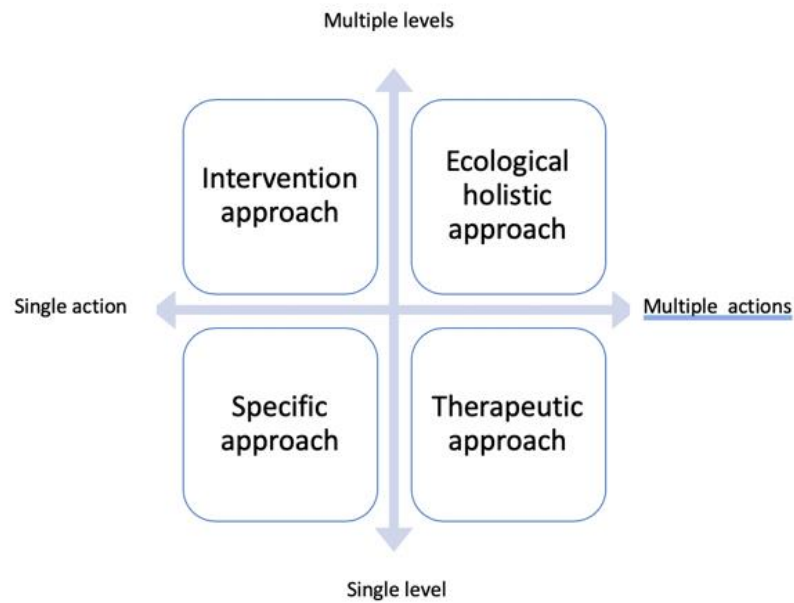 Multiple levels
Intervention
approach
Ecological
holistic
approach
Single action
Multiple actions
Specific
approach
Therapeutic
approach
Single level